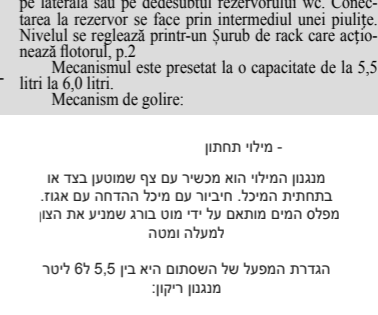 pe laterala sau pe dedesubtul rezervorului wc. Conec-
tarea la rezervor se face prin intermediul unei piulițe.
Nivelul se reglează printr-un Șurub de rack care acțio-
nează flotorul, p.2
Mecanismul este presetat la o capacitate de la 5,5
litri la 6,0 litri.
Mecanism de golire:
- מילוי תחתון
מנגנון המילוי הוא מכשיר עם צף שמוטען בצד או
בתחתית המיכל. חיביור עם מיכל ההדחה עם אגוז.
מפלס המים מותאם על ידי מוט בורג שמניע את הצוף
למעלה ומטה
הגדרת המפעל של השסתום היא בין 5,5 ל6 ליטר
מנגנון ריקון: